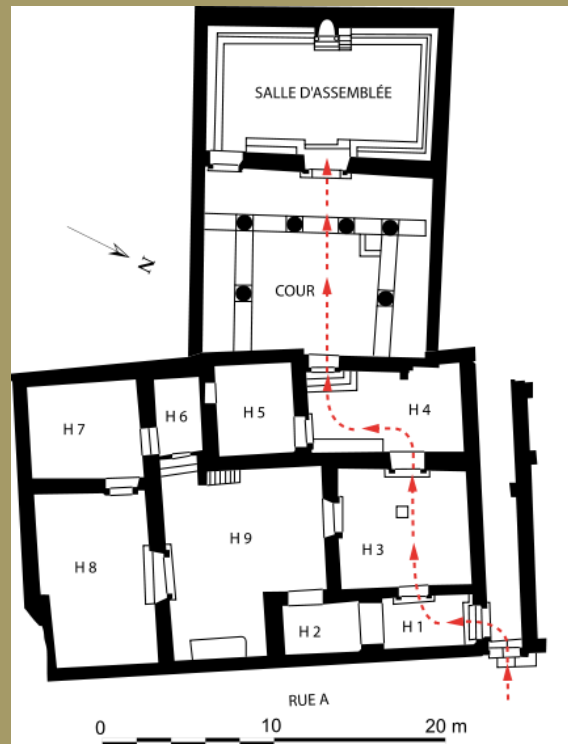 SALLE D'ASSEMBLÉE
N
COUR
H 7
H 6
H 5
H 4
H 8
H 9
H 3
H 2
H 1
RUE A
0 10 20 m